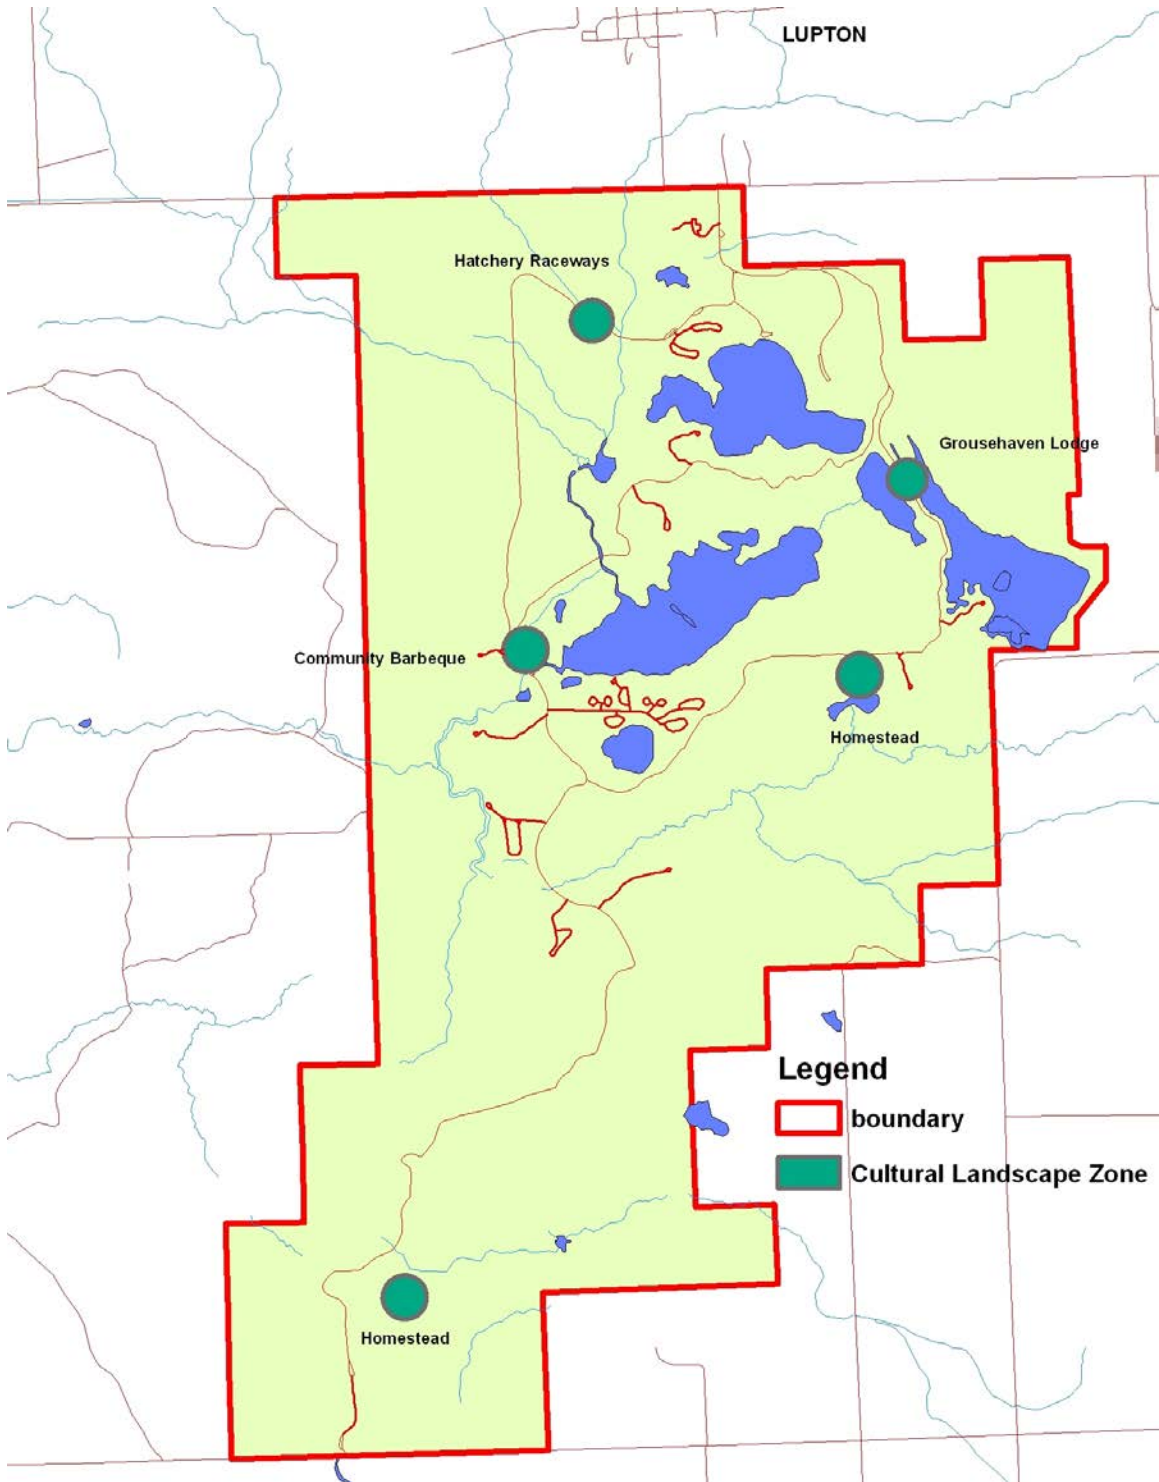 LUPTON
Hatchery Raceways
Grousehaven Lodge
Community Barbeque
Homestead
Legend
boundary
Cultural Landscape Zone
Homestead